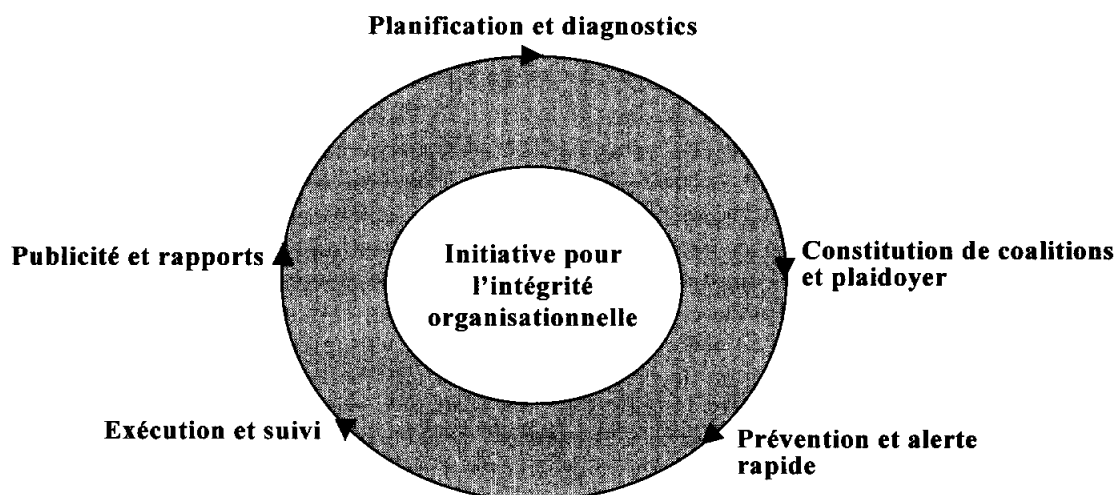 Planification et diagnostics
Publicité et rapports
Initiative pour
l'intégrité
organisationnelle
Constitution de coalitions
et plaidoyer
Exécution et suivi
Prévention et alerte
rapide